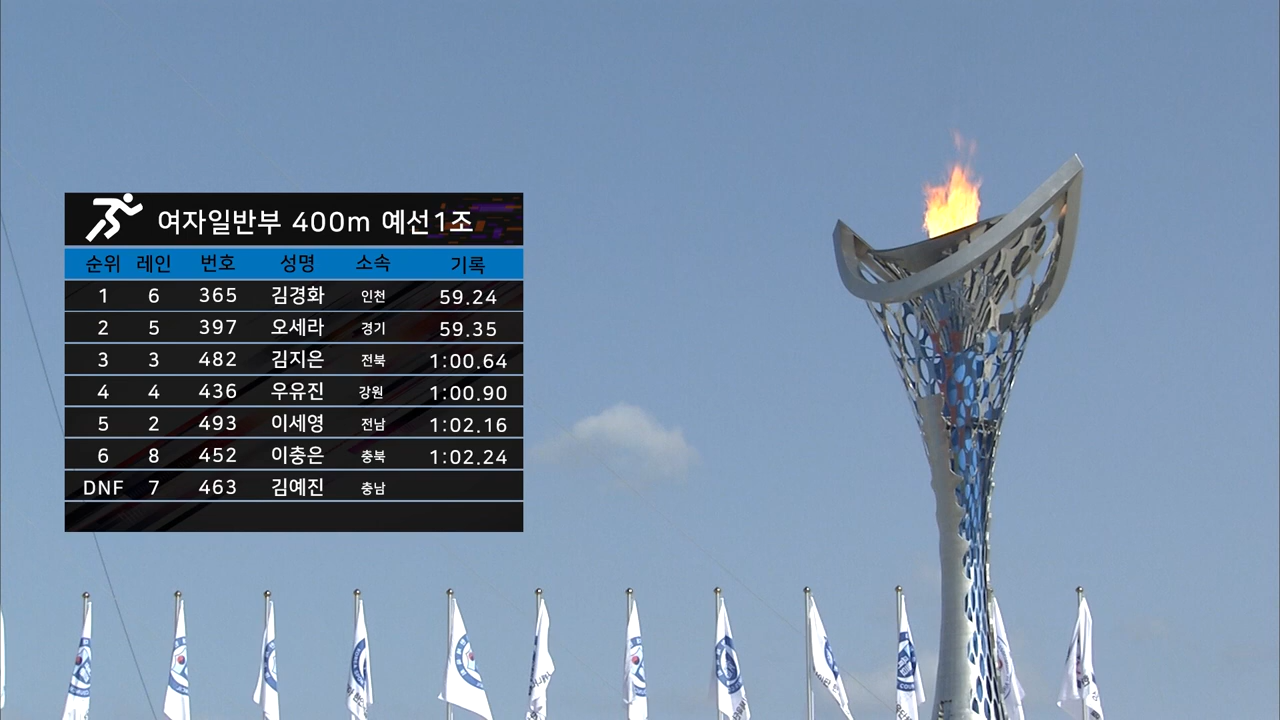 여자일반부 400m 예선1조
순위 레인 번호 성명 소속 기록
1 6 365 김경화 인천 59.24
2 5 397 오세라 경기 59.35
3 3 482 김지은 전북 1:00.64
4 4 436 우유진 강원 1:00.90
5 2 493 이세영 전남 1:02.16
6 8 452 이충은 충북 1:02.24
DNF 7 463 김예진 충남